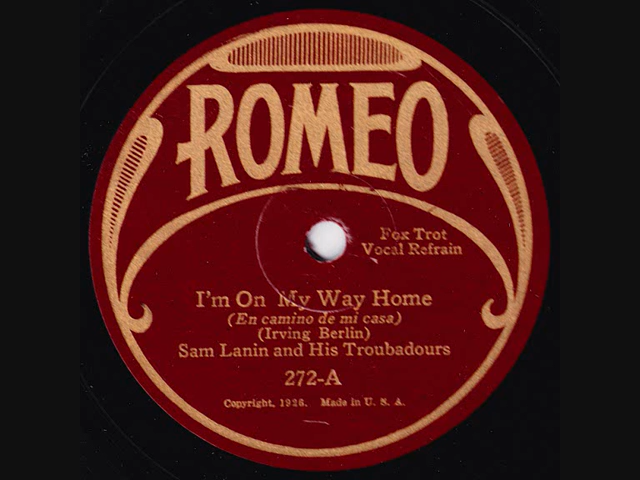 ROMEO
Fox Trot
Vocal Refrain
I'm On My Way Home
(En camino de mi casa)
(Irving Berlin)
Sam Lanin and His Troubadours
272-A
Copyright, 1926. Made in U. S. A.